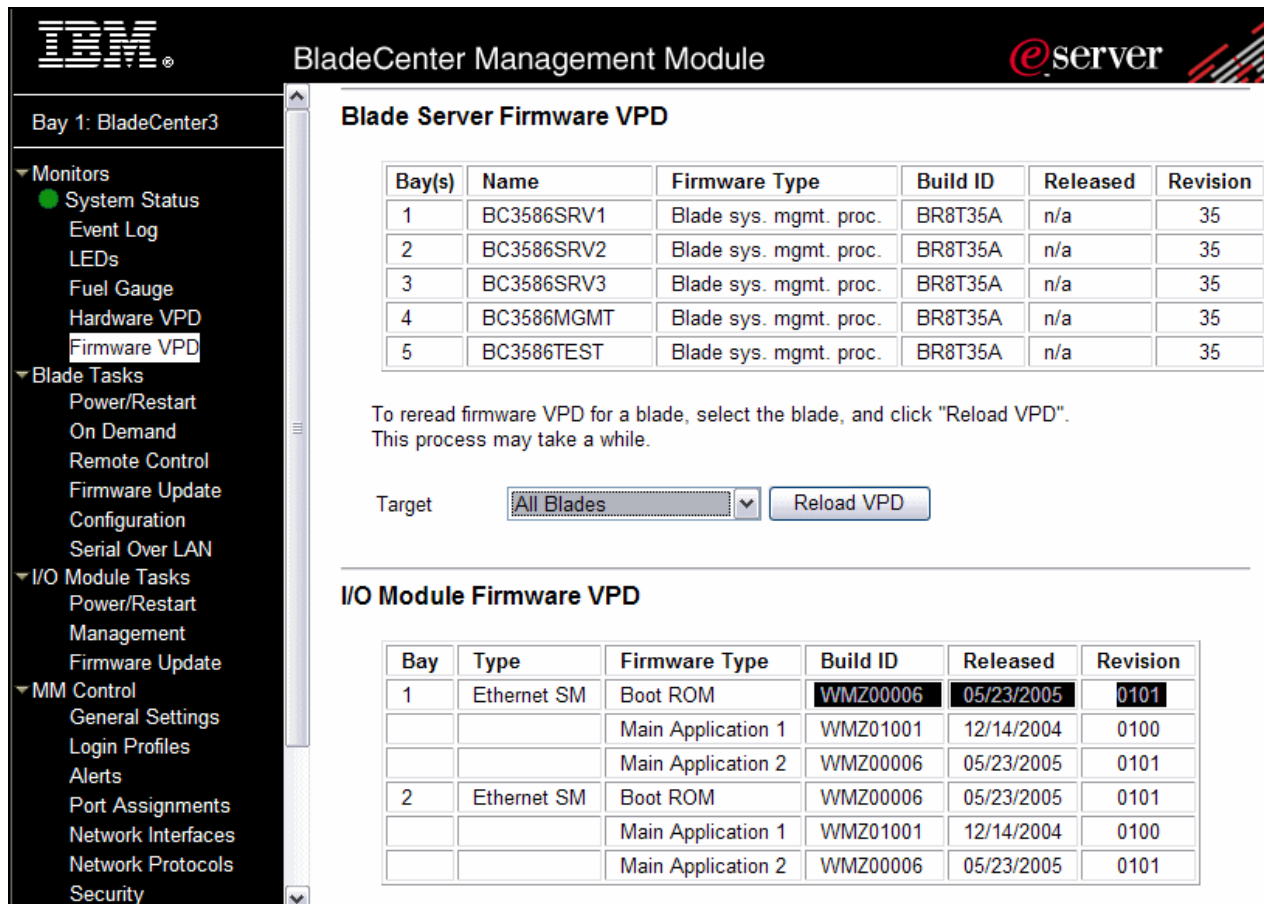 IBM®
BladeCenter Management Module
eserver
Bay 1: BladeCenter3
Monitors
System Status
Event Log
LEDs
Fuel Gauge
Hardware VPD
Firmware VPD
Blade Tasks
Power/Restart
On Demand
Remote Control
Firmware Update
Configuration
Serial Over LAN
I/O Module Tasks
Power/Restart
Management
Firmware Update
MM Control
General Settings
Login Profiles
Alerts
Port Assignments
Network Interfaces
Network Protocols
Security
Blade Server Firmware VPD
Bay(s) Name Firmware Type Build ID Released Revision
1 BC3586SRV1 Blade sys. mgmt. proc. BR8T35A n/a 35
2 BC3586SRV2 Blade sys. mgmt. proc. BR8T35A n/a 35
3 BC3586SRV3 Blade sys. mgmt. proc. BR8T35A n/a 35
4 BC3586MGMT Blade sys. mgmt. proc. BR8T35A n/a 35
5 BC3586TEST Blade sys. mgmt. proc. BR8T35A n/a 35
To reread firmware VPD for a blade, select the blade, and click "Reload VPD".
This process may take a while.
Target All Blades Reload VPD
I/O Module Firmware VPD
Bay Type Firmware Type Build ID Released Revision
1 Ethernet SM Boot ROM WMZ00006 05/23/2005 0101
Main Application 1 WMZ01001 12/14/2004 0100
Main Application 2 WMZ00006 05/23/2005 0101
2 Ethernet SM Boot ROM WMZ00006 05/23/2005 0101
Main Application 1 WMZ01001 12/14/2004 0100
Main Application 2 WMZ00006 05/23/2005 0101